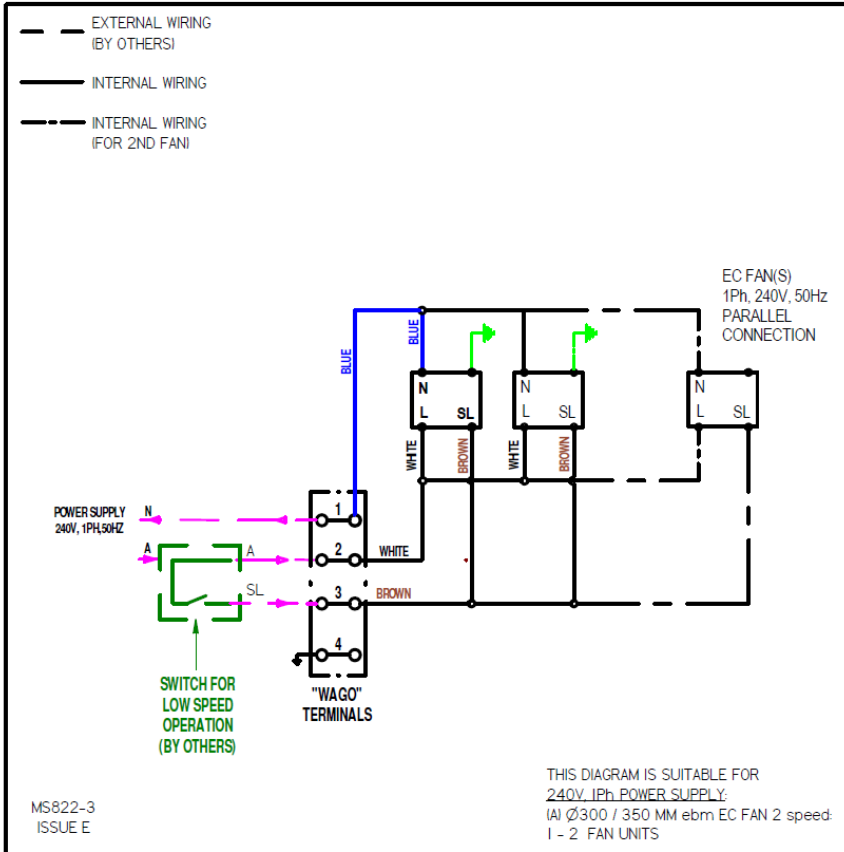 EXTERNAL WIRING
(BY OTHERS)
INTERNAL WIRING
INTERNAL WIRING
(FOR 2ND FAN)
EC FAN(S)
1Ph, 240V, 50Hz
PARALLEL
CONNECTION
BLUE
BLUE
N
L SL
N
L SL
N
L SL
WHITE
BROWN
WHITE
BROWN
POWER SUPPLY N
240V, 1PH,50HZ
1
A
A
2
WHITE
SL
3
BROWN
4
"WAGO"
TERMINALS
SWITCH FOR
LOW SPEED
OPERATION
(BY OTHERS)
THIS DIAGRAM IS SUITABLE FOR
240V, 1Ph POWER SUPPLY:
(A) Ø300 / 350 MM ebm EC FAN 2 speed:
1 - 2 FAN UNITS
MS822-3
ISSUE E